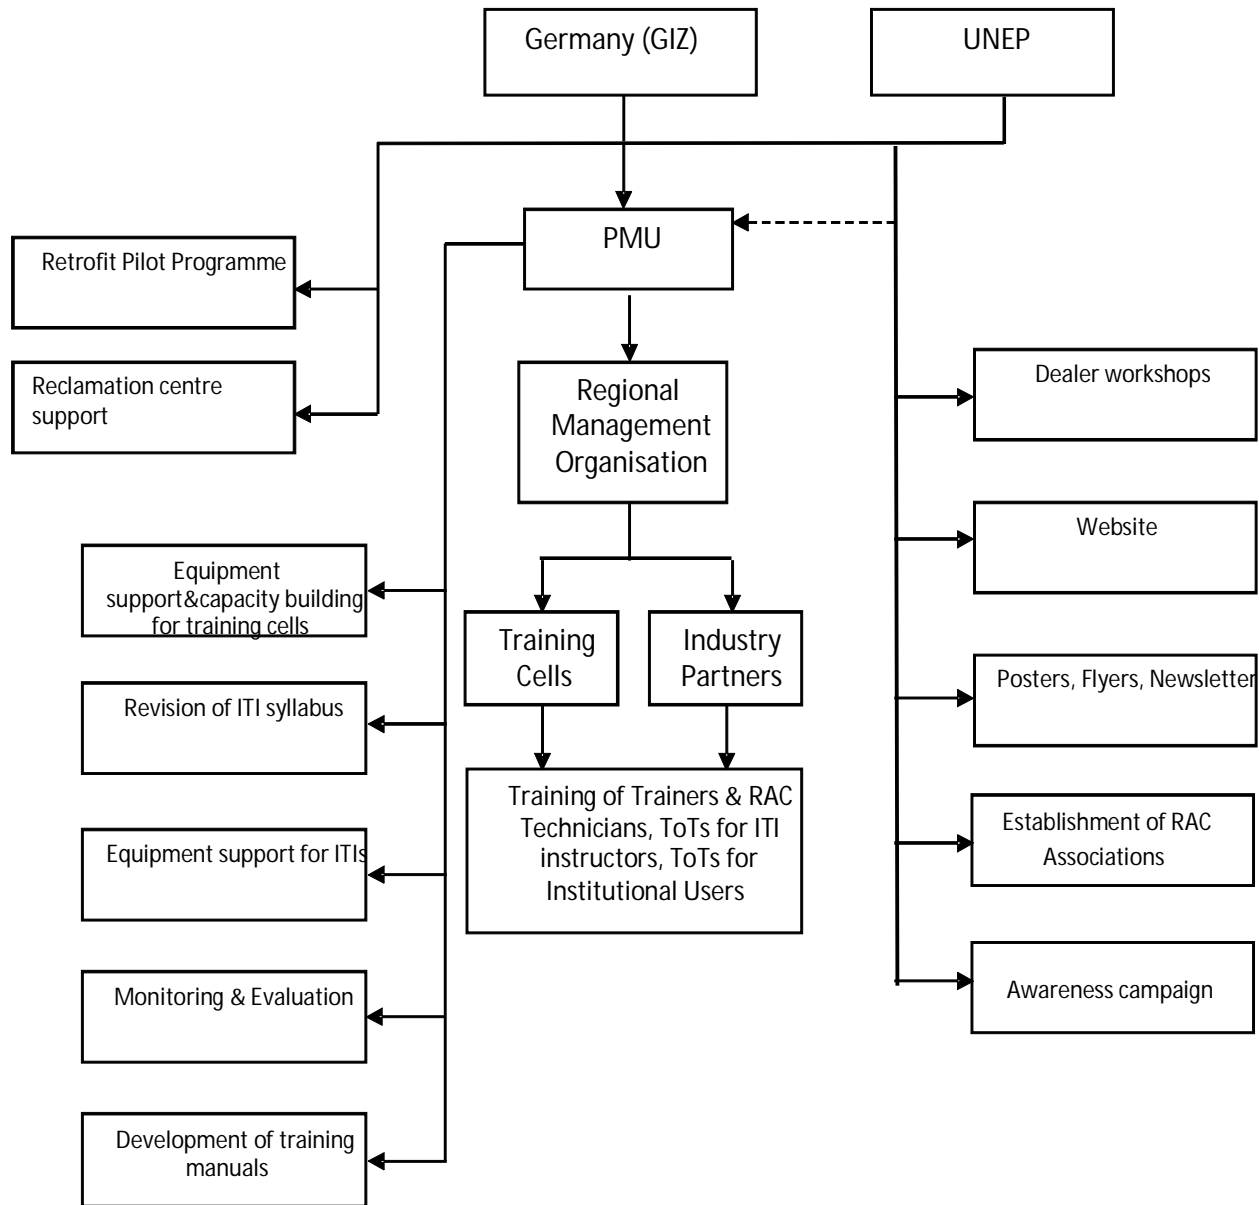 Germany (GIZ)
UNEP
PMU
Retrofit Pilot Programme
Reclamation centre
support
Regional
Management
Organisation
Dealer workshops
Website
Equipment
support&capacity building
for training cells
Training
Cells
Industry
Partners
Revision of ITI syllabus
Posters, Flyers, Newsletter
Training of Trainers & RAC
Technicians, ToTs for ITI
instructors, ToTs for
Institutional Users
Equipment support for ITIs
Establishment of RAC
Associations
Monitoring & Evaluation
Awareness campaign
Development of training
manuals